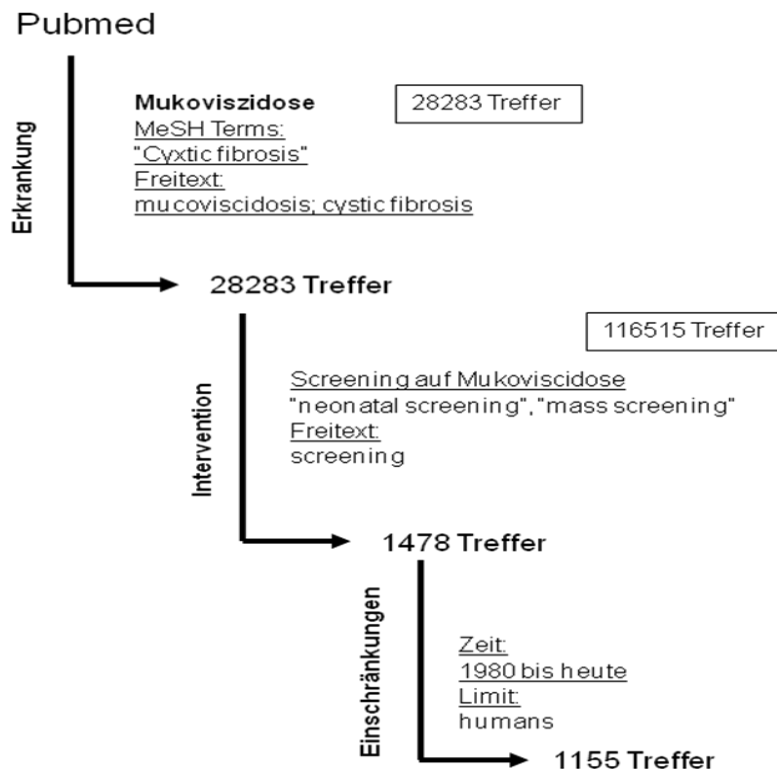 Pubmed
Erkrankung
Mukoviszidose
28283 Treffer
MeSH Terms:
"Cyxtic fibrosis"
Freitext:
mucoviscidosis; cystic fibrosis
28283 Treffer
116515 Treffer
Intervention
Screening auf Mukoviscidose
"neonatal screening", "mass screening"
Freitext:
screening
1478 Treffer
Einschränkungen
Zeit:
1980 bis heute
Limit:
humans
1155 Treffer